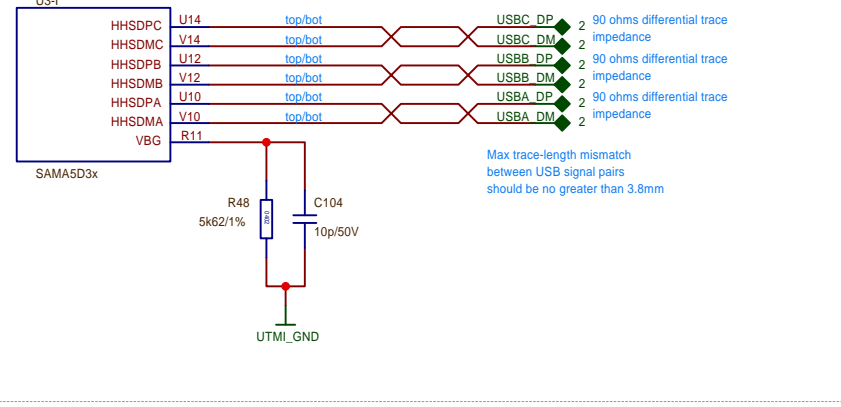 U3-I
HHSDPC U14 top/bot USBC_DP 2 90 ohms differential trace
HHSDMC V14 USBC_DM 2 impedance
HHSDPB U12 top/bot USBB_DP 2 90 ohms differential trace
HHSDMB V12 top/bot USBB_DM 2 impedance
HHSDPA U10 top/bot USBA_DP 2 90 ohms differential trace
HHSDMA V10 top/bot USBA_DM 2 impedance
VBG R11
SAMA5D3x
Max trace-length mismatch
between USB signal pairs
should be no greater than 3.8mm
R48 C104
5k62/1% 0402 10p/50V
UTMI_GND